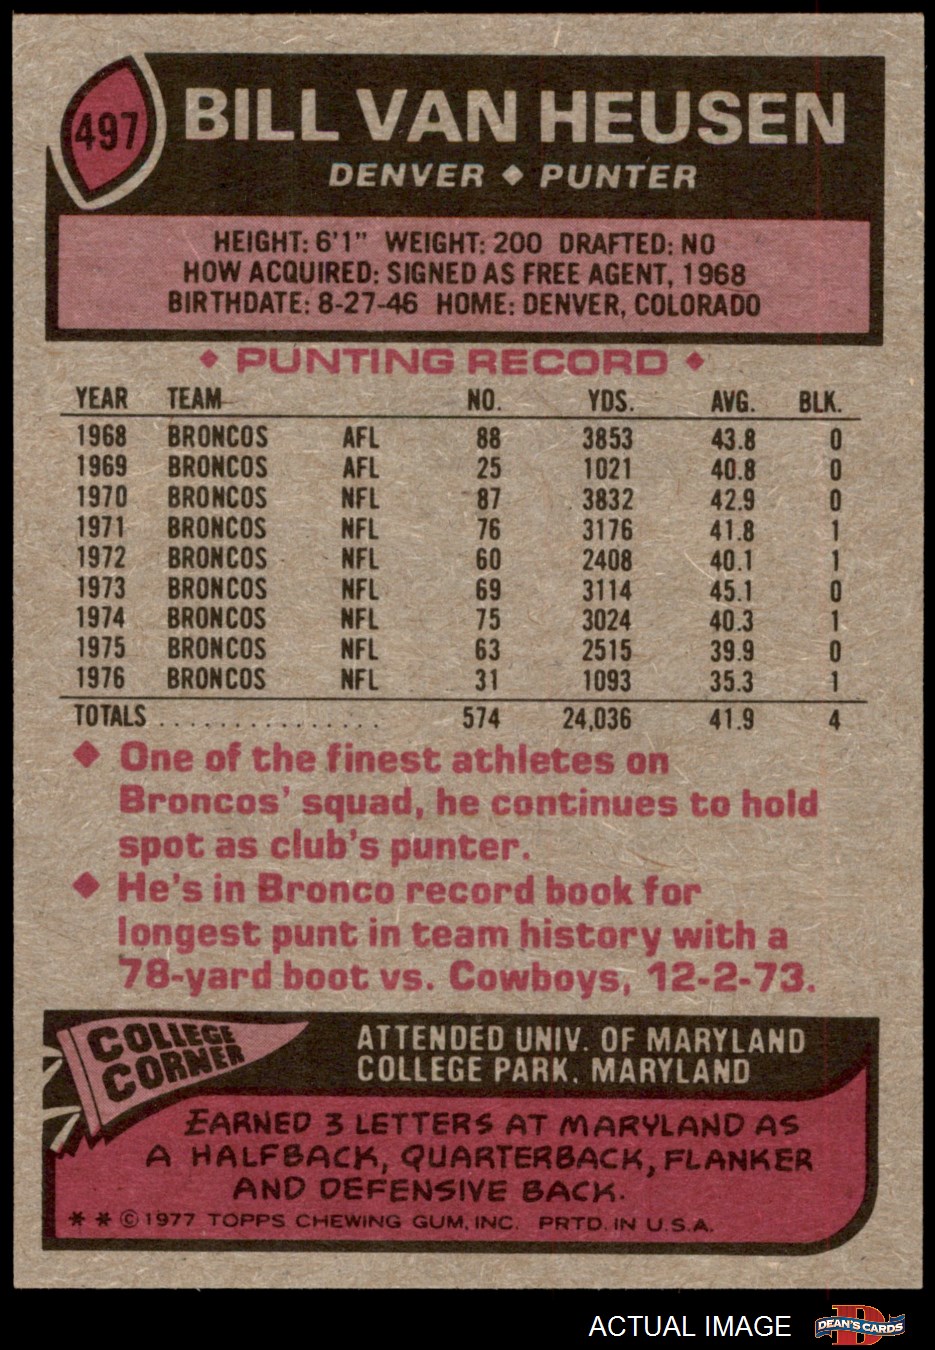 497
BILL VAN HEUSEN
DENVER ◆ PUNTER
HEIGHT: 6'1" WEIGHT: 200 DRAFTED: NO
HOW ACQUIRED: SIGNED AS FREE AGENT, 1968
BIRTHDATE: 8-27-46 HOME: DENVER, COLORADO
◆ PUNTING RECORD ◆
YEAR TEAM NO. YDS. AVG. BLK.
1968 BRONCOS AFL 88 3853 43.8 0
1969 BRONCOS AFL 25 1021 40.8 0
1970 BRONCOS NFL 87 3832 42.9 0
1971 BRONCOS NFL 76 3176 41.8 1
1972 BRONCOS NFL 60 2408 40.1 1
1973 BRONCOS NFL 69 3114 45.1 0
1974 BRONCOS NFL 75 3024 40.3 1
1975 BRONCOS NFL 63 2515 39.9 0
1976 BRONCOS NFL 31 1093 35.3 1
TOTALS . . . . . . . . . . . . . . . 574 24,036 41.9 4
◆ One of the finest athletes on
Broncos' squad, he continues to hold
spot as club's punter.
◆ He's in Bronco record book for
longest punt in team history with a
78-yard boot vs. Cowboys, 12-2-73.
COLLEGE
CORNER
ATTENDED UNIV. OF MARYLAND
COLLEGE PARK, MARYLAND
EARNED 3 LETTERS AT MARYLAND AS
A HALFBACK, QUARTERBACK, FLANKER
AND DEFENSIVE BACK.
* * © 1977 TOPPS CHEWING GUM, INC. PRTD. IN U.S.A.
ACTUAL IMAGE
DEAN'S CARDS